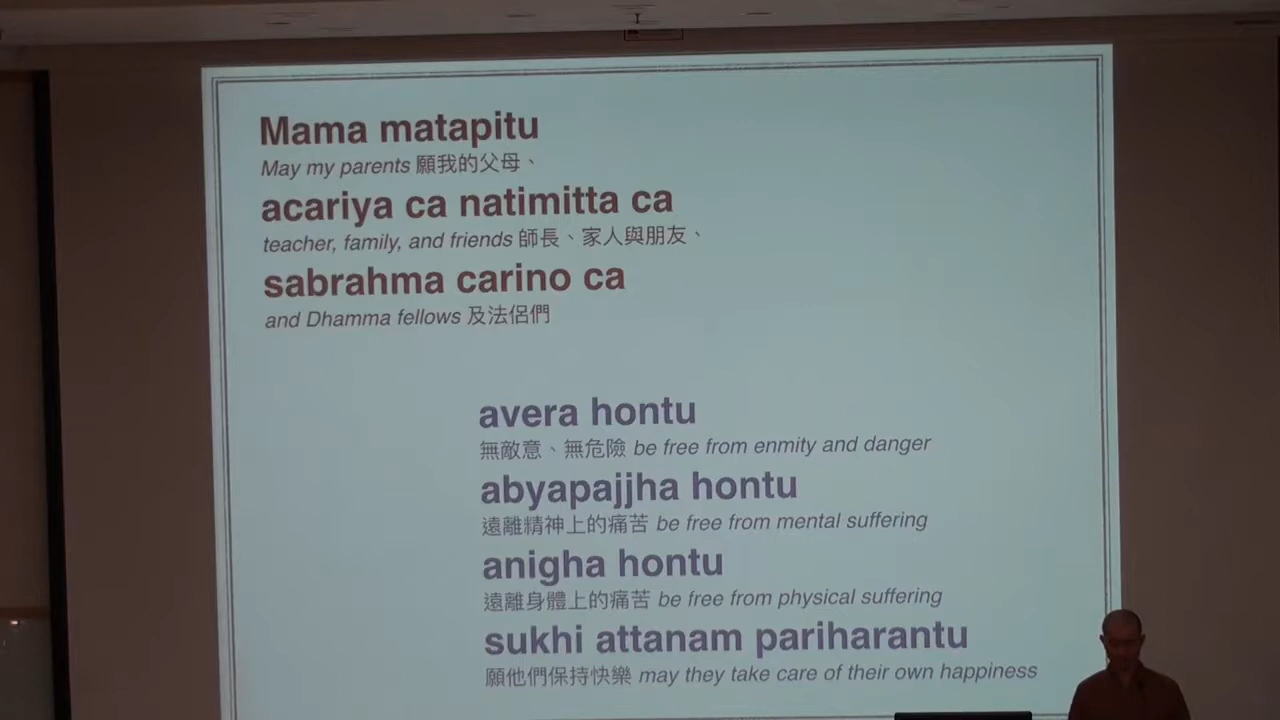 Mama matapitu
May my parents 願我的父母、
acariya ca natimitta ca
teacher, family, and friends 師長、家人與朋友、
sabrahma carino ca
and Dhamma fellows 及法侶們
avera hontu
無敵意、無危險 be free from enmity and danger
abyapajjha hontu
遠離精神上的痛苦 be free from mental suffering
anigha hontu
遠離身體上的痛苦 be free from physical suffering
sukhi attanam pariharantu
願他們保持快樂 may they take care of their own happiness